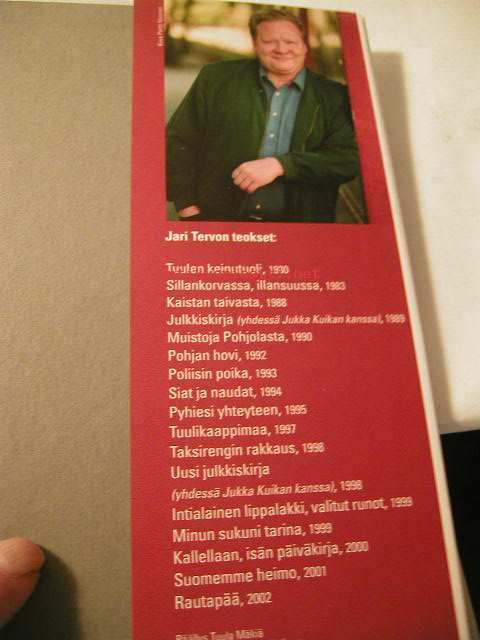 Jari Tervon teokset:
Tuulen keinutuoli, 1980
Sillankorvassa, illansuussa, 1983
Kaistan taivasta, 1988
Julkkiskirja (yhdessä Jukka Kuikan kanssa), 1989
Muistoja Pohjolasta, 1990
Pohjan hovi, 1992
Poliisin poika, 1993
Siat ja naudat, 1994
Pyhiesi yhteyteen, 1995
Tuulikaappimaa, 1997
Taksirengin rakkaus, 1998
Uusi julkkiskirja
(yhdessä Jukka Kuikan kanssa), 1998
Intialainen lippalakki, valitut runot, 1999
Minun sukuni tarina, 1999
Kallellaan, isän päiväkirja, 2000
Suomemme heimo, 2001
Rautapää, 2002
Päällys Tuula Mäkiä